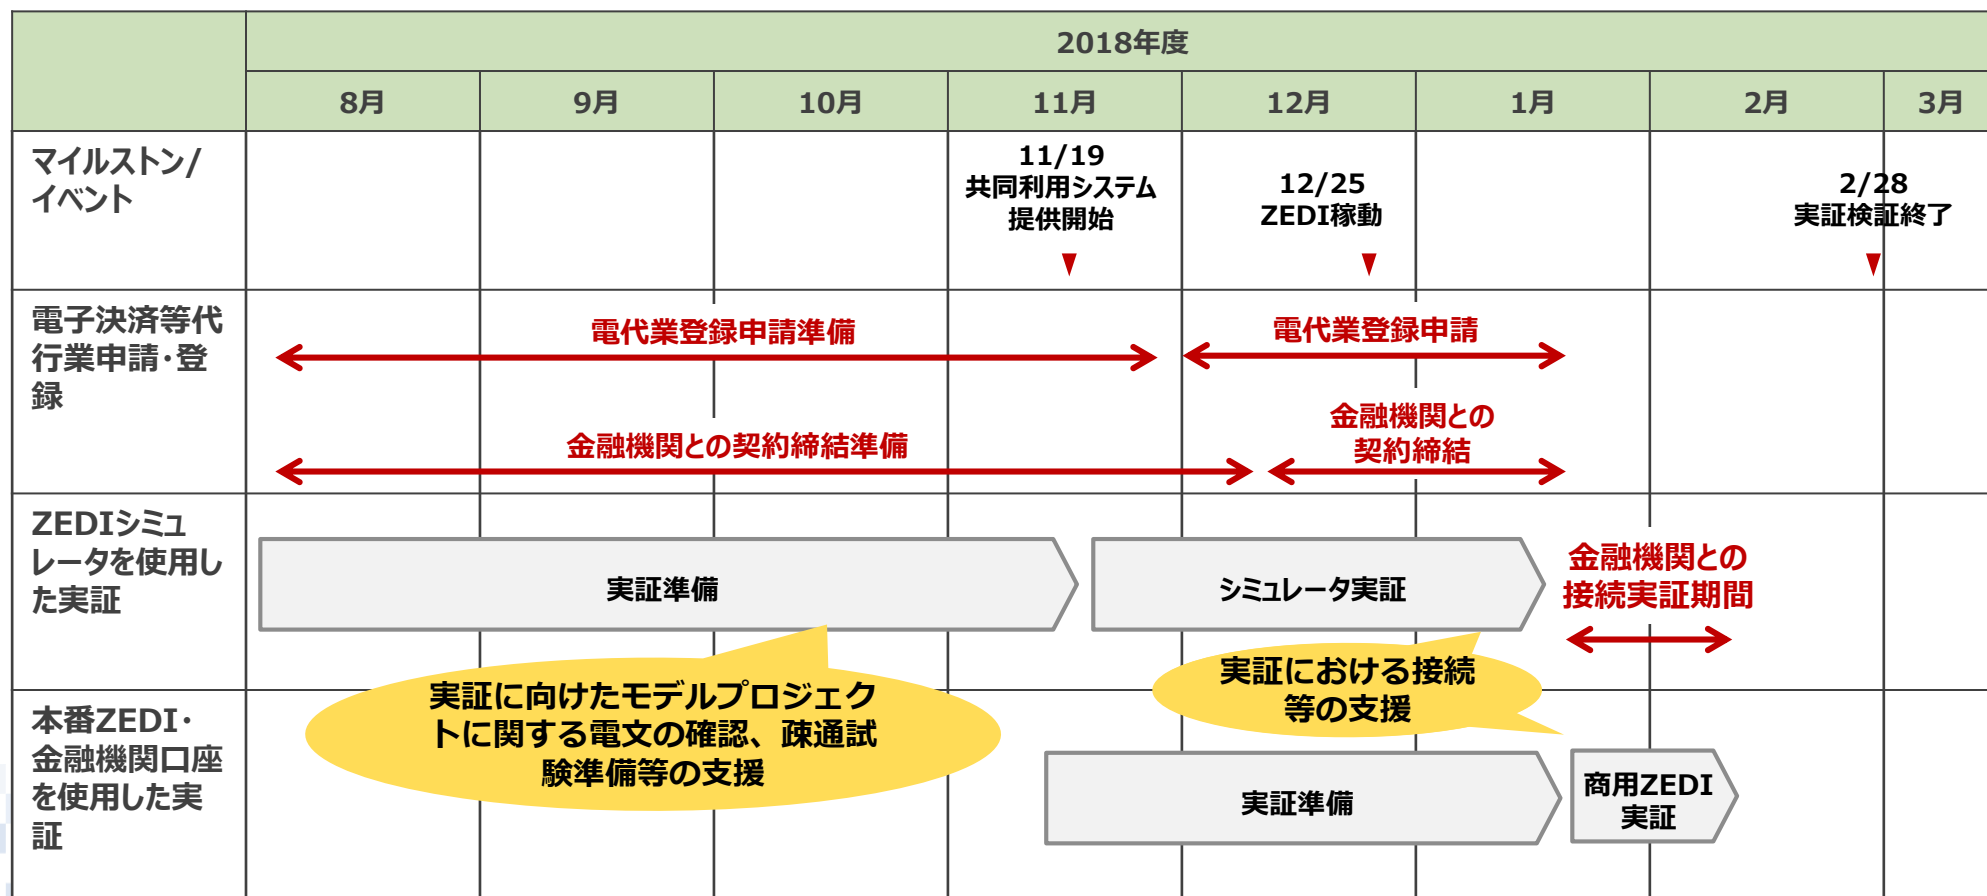 2018年度
8月
9月
10月
11月
12月
1月
2月
3月
マイルストン/
イベント
11/19
共同利用システム
提供開始
12/25
ZEDI稼動
2/28
実証検証終了
電子決済等代
行業申請・登
録
電代業登録申請準備
電代業登録申請
金融機関との契約締結準備
金融機関との
契約締結
ZEDIシミュ
レータを使用し
た実証
実証準備
シミュレータ実証
金融機関との
接続実証期間
実証に向けたモデルプロジェク
トに関する電文の確認、疎通試
験準備等の支援
実証における接続
等の支援
本番ZEDI・
金融機関口座
を使用した実
証
実証準備
商用ZEDI
実証